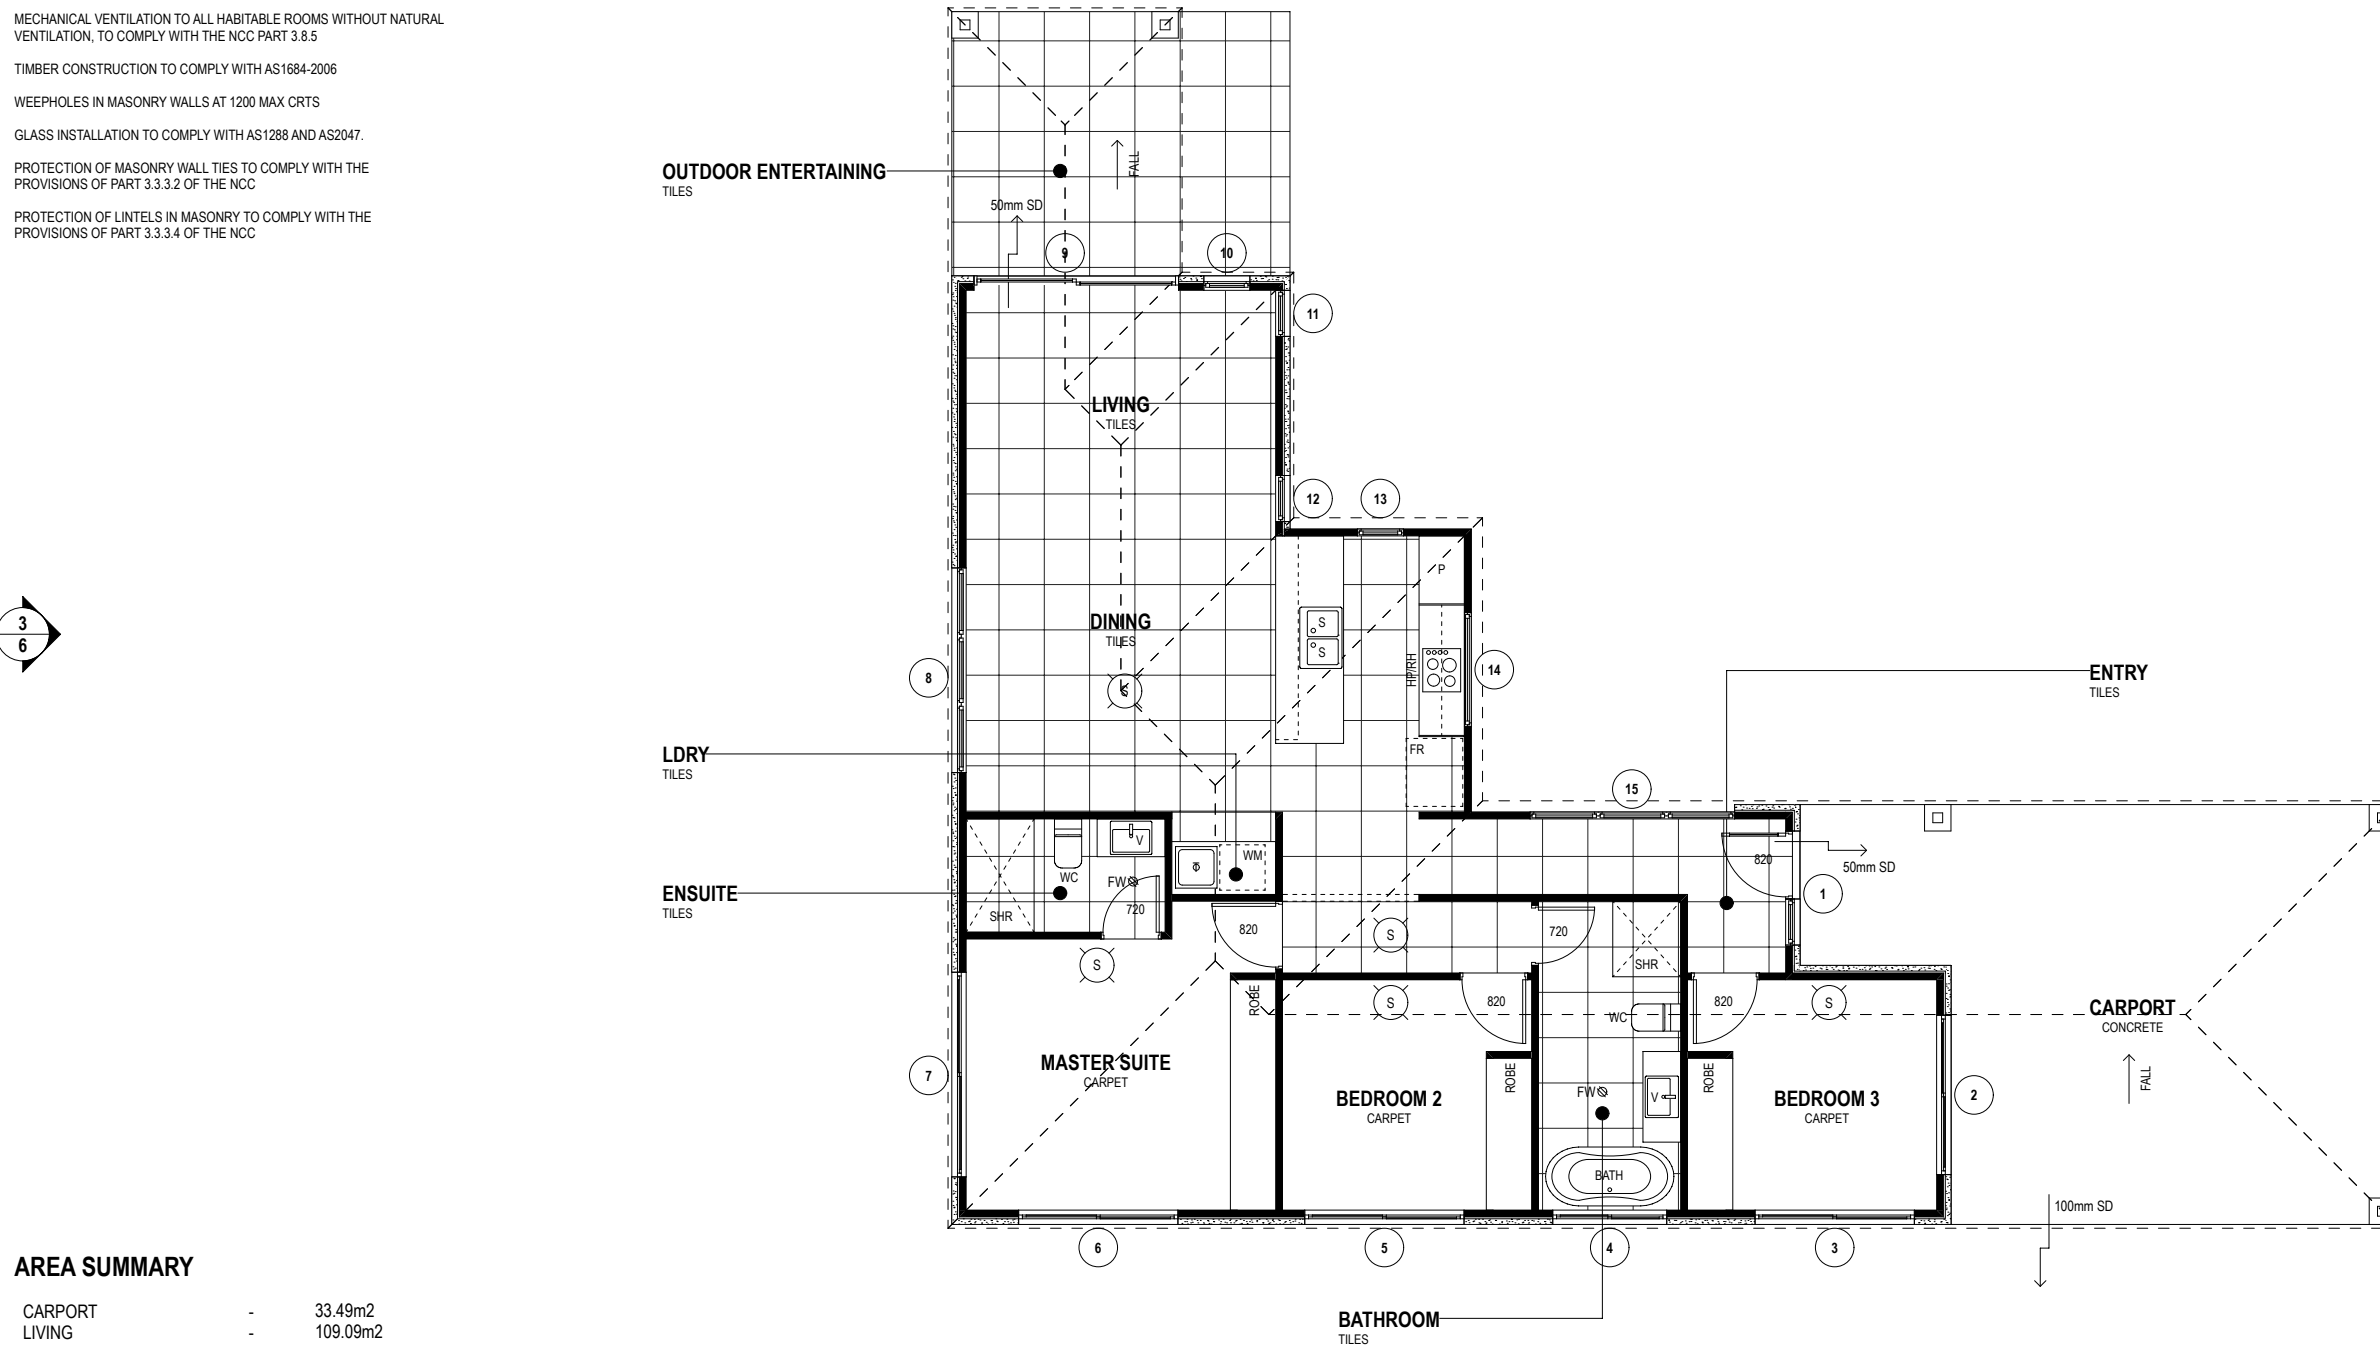 MECHANICAL VENTILATION TO ALL HABITABLE ROOMS WITHOUT NATURAL
VENTILATION, TO COMPLY WITH THE NCC PART 3.8.5
TIMBER CONSTRUCTION TO COMPLY WITH AS1684-2006
WEEPHOLES IN MASONRY WALLS AT 1200 MAX CRTS
GLASS INSTALLATION TO COMPLY WITH AS1288 AND AS2047.
PROTECTION OF MASONRY WALL TIES TO COMPLY WITH THE
PROVISIONS OF PART 3.3.3.2 OF THE NCC
PROTECTION OF LINTELS IN MASONRY TO COMPLY WITH THE
PROVISIONS OF PART 3.3.3.4 OF THE NCC
OUTDOOR ENTERTAINING
TILES
FALL
50mm SD
9
10
11
LIVING
TILES
12
13
P
3
6
DINING
TILES
S
S
S
HP/RH
8
14
ENTRY
TILES
FR
LDRY
TILES
15
V
WM
820
50mm SD
WC
FW
ENSUITE
TILES
1
SHR
720
820
S
720
S
SHR
ROBE
S
820
WC
820
S
CARPORT
CONCRETE
MASTER SUITE
CARPET
7
ROBE
ROBE
FALL
BEDROOM 2
CARPET
FW
V
BEDROOM 3
CARPET
2
BATH
100mm SD
6
5
4
3
AREA SUMMARY
CARPORT - 33.49m2
LIVING - 109.09m2
BATHROOM
TILES